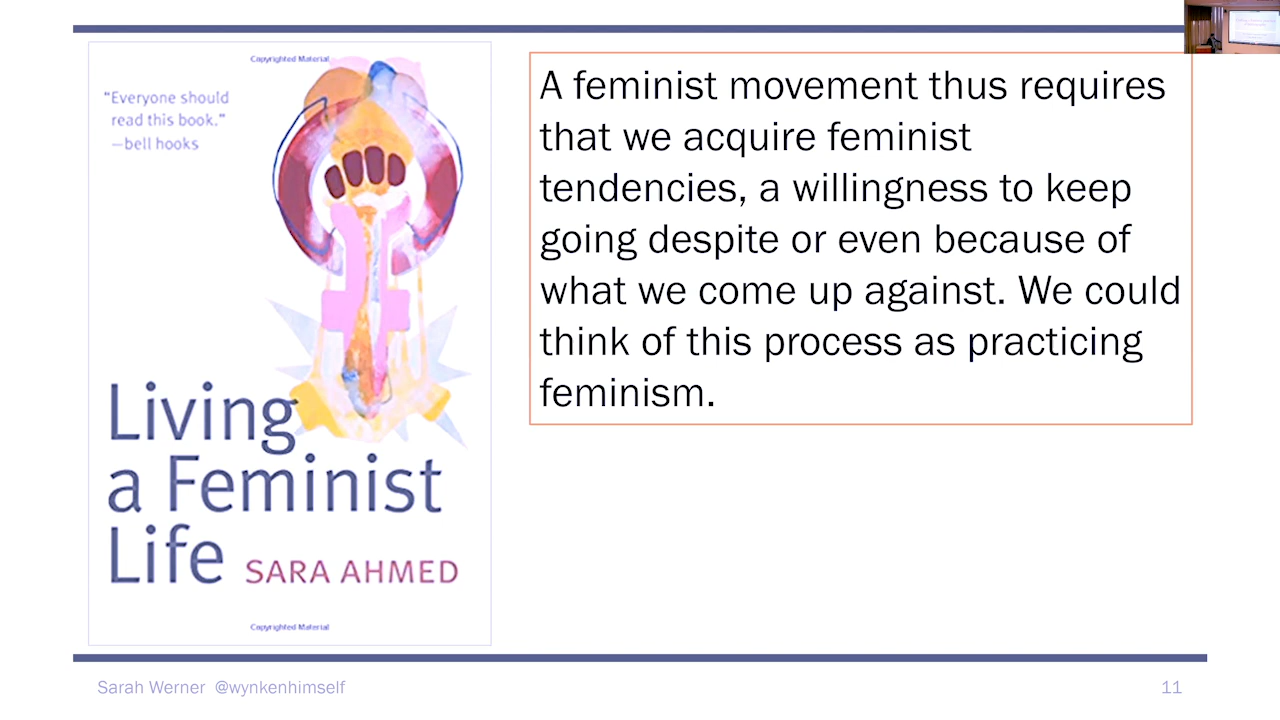 Copyrighted Material
"Everyone should
read this book."
—bell hooks
Living
a Feminist
Life SARA AHMED
Copyrighted Material
A feminist movement thus requires
that we acquire feminist
tendencies, a willingness to keep
going despite or even because of
what we come up against. We could
think of this process as practicing
feminism.
Sarah Werner @wynkenhimself
11